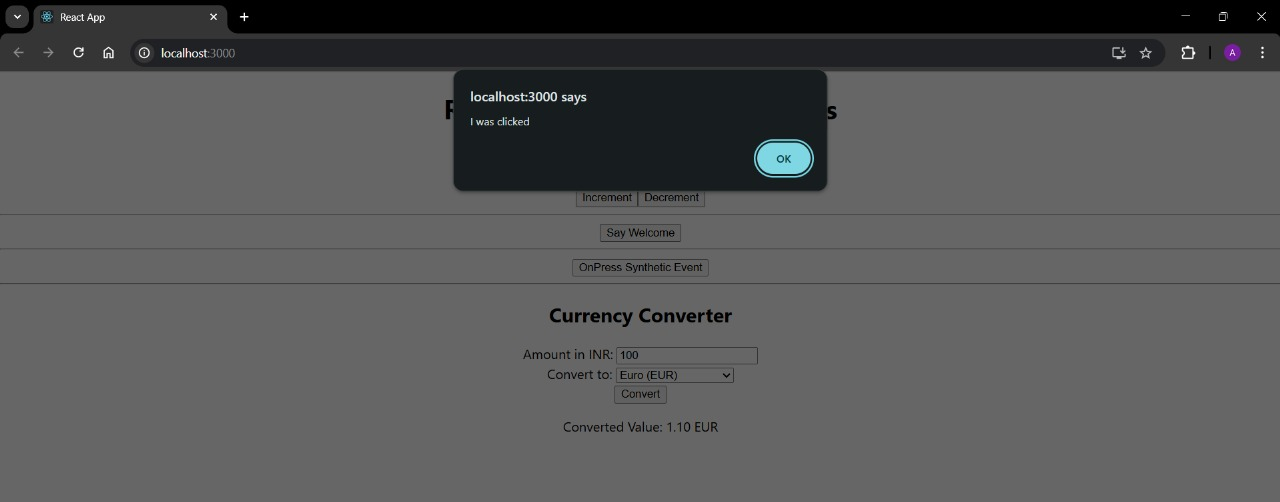 React App
localhost:3000
A
localhost:3000 says
I was clicked
OK
Increment Decrement
Say Welcome
OnPress Synthetic Event
Currency Converter
Amount in INR: 100
Convert to: Euro (EUR)
Convert
Converted Value: 1.10 EUR